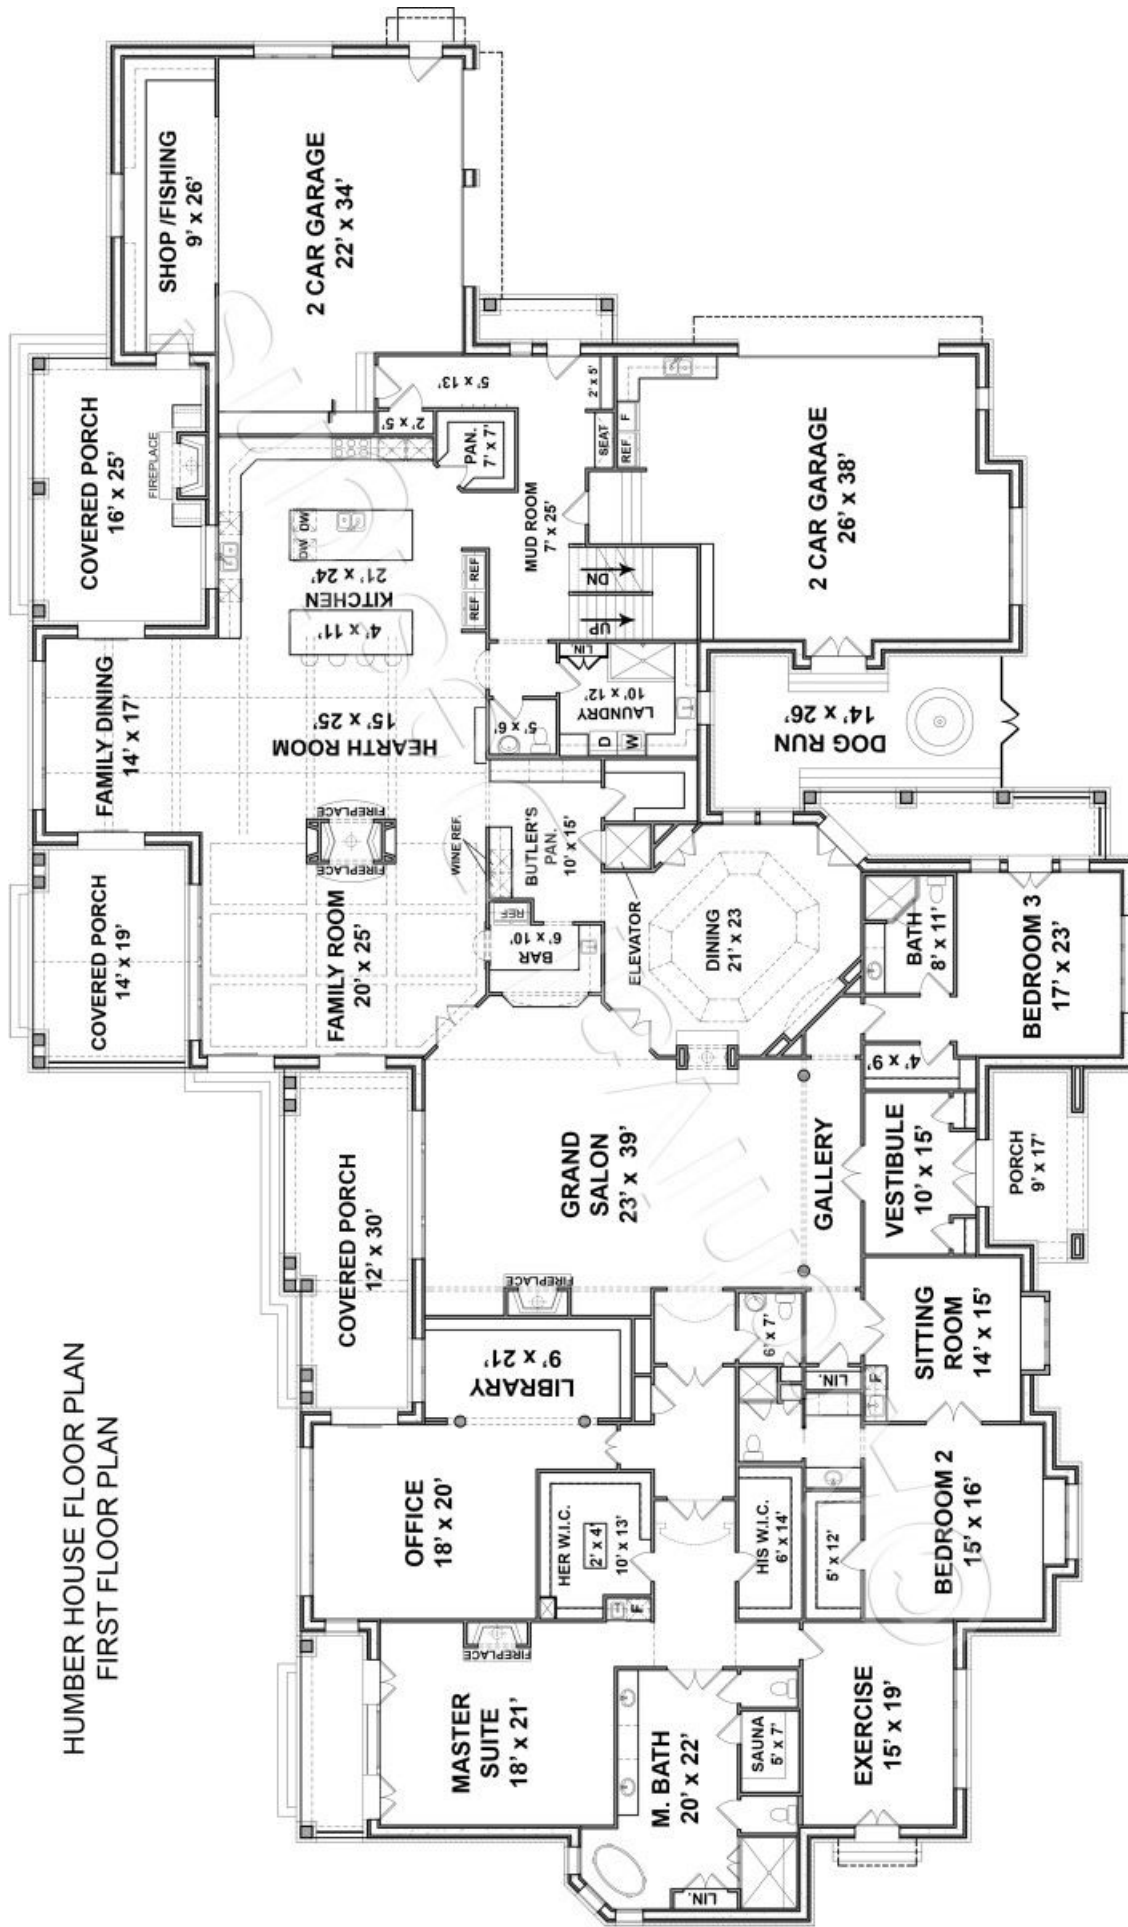 HUMBER HOUSE FLOOR PLAN
FIRST FLOOR PLAN
COVERED PORCH
16' x 25'
FIREPLACE
SHOP /FISHING
9' x 26'
2 CAR GARAGE
22' x 34'
FAMILY DINING
14' x 17'
COVERED PORCH
14' x 19'
HEARTH ROOM
15' x 25'
KITCHEN
21' x 24'
4' x 11'
DW
DW
REF
REF
PAN.
7' x 7'
2' x 5'
5' x 13'
2' x 5'
SEAT
REF.
F
MUD ROOM
7' x 25'
DN
UP
2 CAR GARAGE
26' x 38'
LIN.
LAUNDRY
10' x 12'
D
W
5' x 6'
DOG RUN
14' x 26'
FIREPLACE
FIREPLACE
FAMILY ROOM
20' x 25'
WINE REF.
BUTLER'S
PAN.
10' x 15'
REF
BAR
6' x 10'
ELEVATOR
DINING
21' x 23
BATH
8' x 11'
BEDROOM 3
17' x 23'
4' x 9'
COVERED PORCH
12' x 30'
GRAND
SALON
23' x 39'
FIREPLACE
GALLERY
VESTIBULE
10' x 15'
PORCH
9' x 17'
LIBRARY
9' x 21'
6' x 7'
LIN.
F
SITTING
ROOM
14' x 15'
OFFICE
18' x 20'
HER W.I.C.
2' x 4'
10' x 13'
F
HIS W.I.C.
6' x 14'
5' x 12'
BEDROOM 2
15' x 16'
FIREPLACE
MASTER
SUITE
18' x 21'
M. BATH
20' x 22'
SAUNA
5' x 7'
EXERCISE
15' x 19'
LIN.